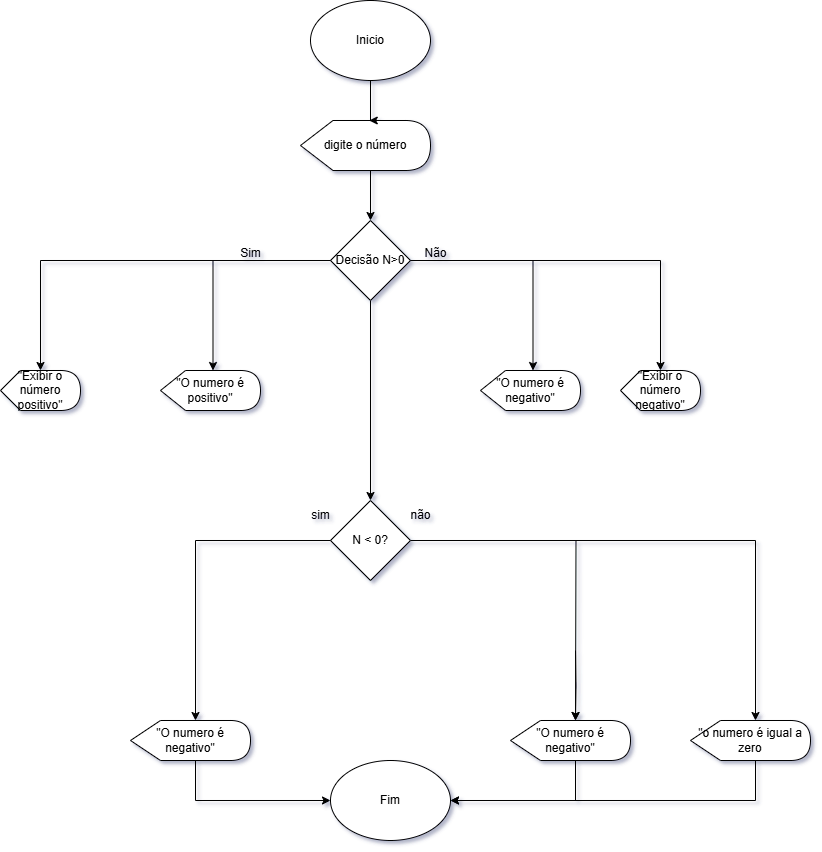 Inicio
digite o número
Sim
Decisão N>0
Não
"Exibir o
número
positivo"
"O numero é
positivo"
"O numero é
negativo"
"Exibir o
número
negativo"
sim
não
N < 0?
"O numero é
negativo"
"O numero é
negativo"
"o numero é igual a
zero
Fim